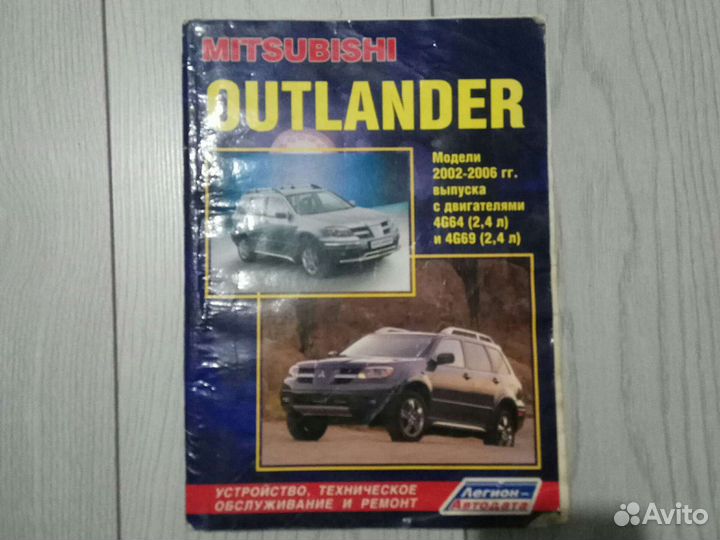 MITSUBISHI
OUTLANDER
Модели
2002-2006 гг.
выпуска
с двигателями
4G64 (2,4 л)
и 4G69 (2,4 л)
УСТРОЙСТВО, ТЕХНИЧЕСКОЕ
ОБСЛУЖИВАНИЕ И РЕМОНТ
Легион-
Автодата
Avito